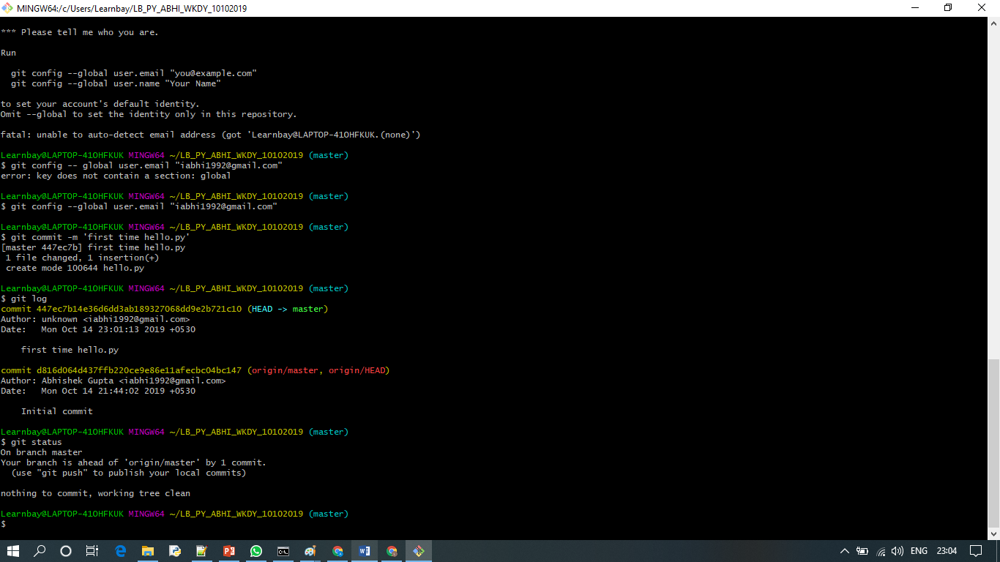 MINGW64:/c/Users/Learnbay/LB_PY_ABHI_WKDY_10102019
*** Please tell me who you are.
Run
  git config --global user.email "you@example.com"
  git config --global user.name "Your Name"
to set your account's default identity.
Omit --global to set the identity only in this repository.
fatal: unable to auto-detect email address (got 'Learnbay@LAPTOP-41OHFKUK.(none)')
Learnbay@LAPTOP-41OHFKUK MINGW64 ~/LB_PY_ABHI_WKDY_10102019 (master)
$ git config -- global user.email "iabhi1992@gmail.com"
error: key does not contain a section: global
Learnbay@LAPTOP-41OHFKUK MINGW64 ~/LB_PY_ABHI_WKDY_10102019 (master)
$ git config --global user.email "iabhi1992@gmail.com"
Learnbay@LAPTOP-41OHFKUK MINGW64 ~/LB_PY_ABHI_WKDY_10102019 (master)
$ git commit -m 'first time hello.py'
[master 447ec7b] first time hello.py
 1 file changed, 1 insertion(+)
 create mode 100644 hello.py
Learnbay@LAPTOP-41OHFKUK MINGW64 ~/LB_PY_ABHI_WKDY_10102019 (master)
$ git log
commit 447ec7b14e36d6dd3ab189327068dd9e2b721c10 (HEAD -> master)
Author: unknown <iabhi1992@gmail.com>
Date:   Mon Oct 14 23:01:13 2019 +0530
    first time hello.py
commit d816d064d437ffb220ce9e86e11afecbc04bc147 (origin/master, origin/HEAD)
Author: Abhishek Gupta <iabhi1992@gmail.com>
Date:   Mon Oct 14 21:44:02 2019 +0530
    Initial commit
Learnbay@LAPTOP-41OHFKUK MINGW64 ~/LB_PY_ABHI_WKDY_10102019 (master)
$ git status
On branch master
Your branch is ahead of 'origin/master' by 1 commit.
  (use "git push" to publish your local commits)
nothing to commit, working tree clean
Learnbay@LAPTOP-41OHFKUK MINGW64 ~/LB_PY_ABHI_WKDY_10102019 (master)
$
ENG 23:04